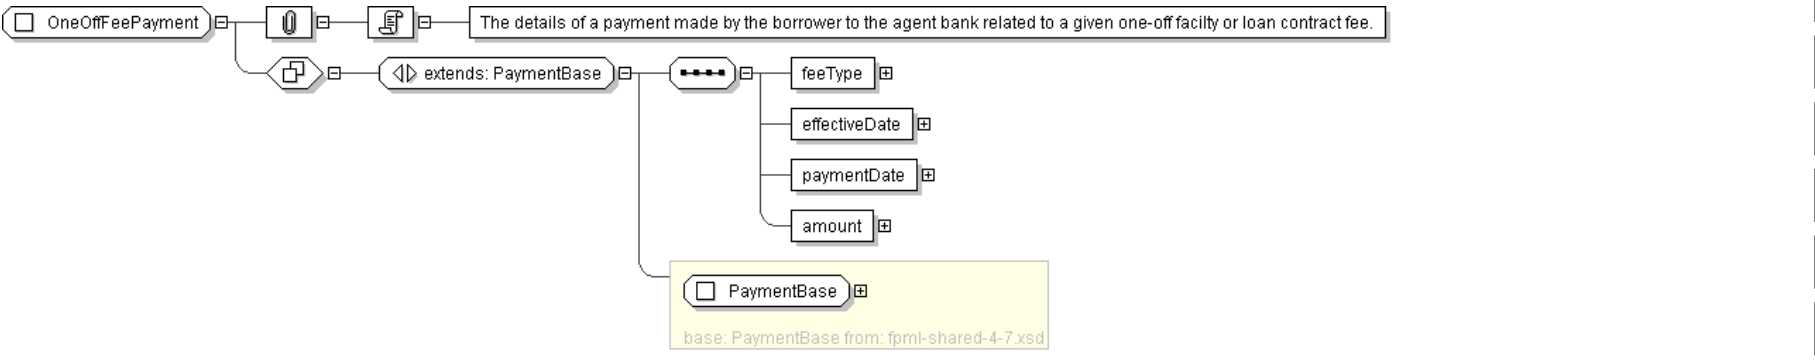 OneOffFeePayment
The details of a payment made by the borrower to the agent bank related to a given one-off facilty or loan contract fee.
extends: PaymentBase
feeType
effectiveDate
paymentDate
amount
PaymentBase
base: PaymentBase from: fpml-shared-4-7.xsd